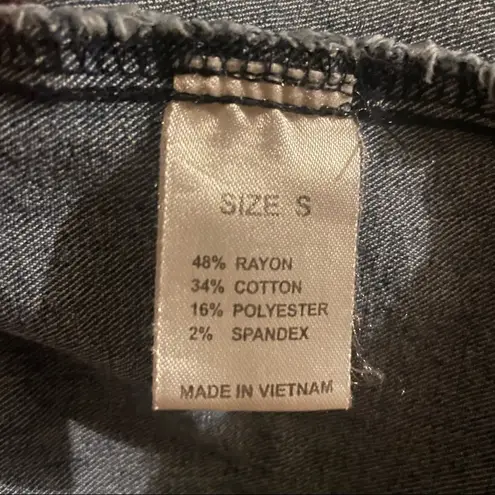 SIZE S
48% RAYON
34% COTTON
16% POLYESTER
2% SPANDEX
MADE IN VIETNAM